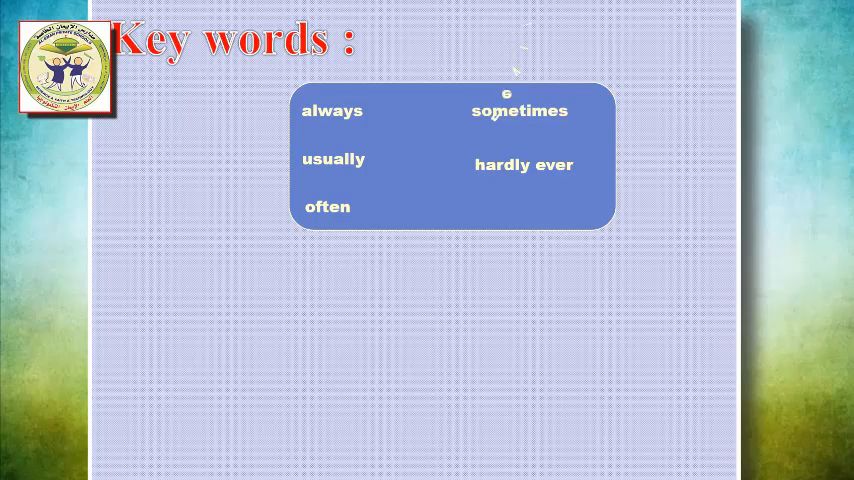 Key words :
always
sometimes
usually
hardly ever
often